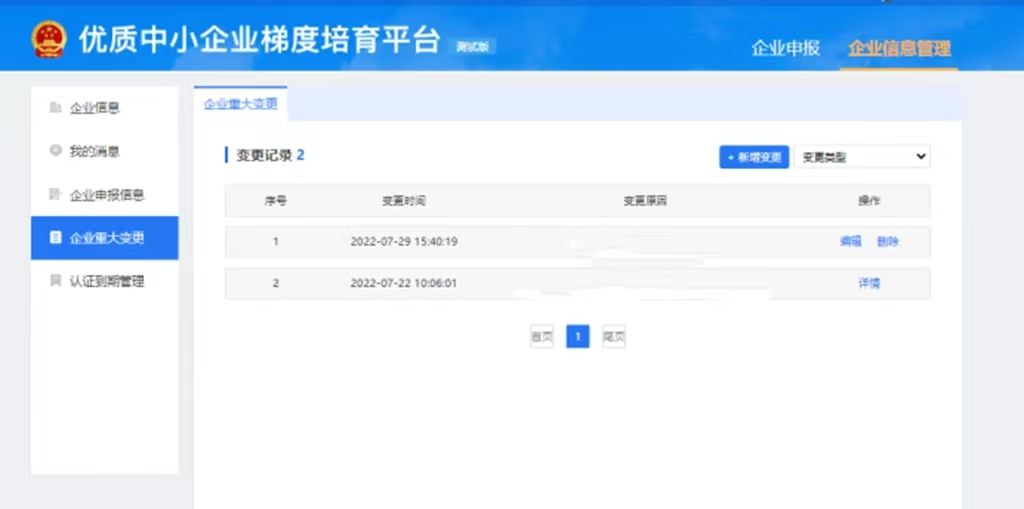 优质中小企业梯度培育平台 测试版
企业申报 企业信息管理
企业信息
我的消息
企业申报信息
企业重大变更
认证到期管理
企业重大变更
变更记录 2
+ 新增变更 变更类型
序号 变更时间 变更原因 操作
1 2022-07-29 15:40:19 编辑 删除
2 2022-07-22 10:06:01 详情
首页 1 尾页